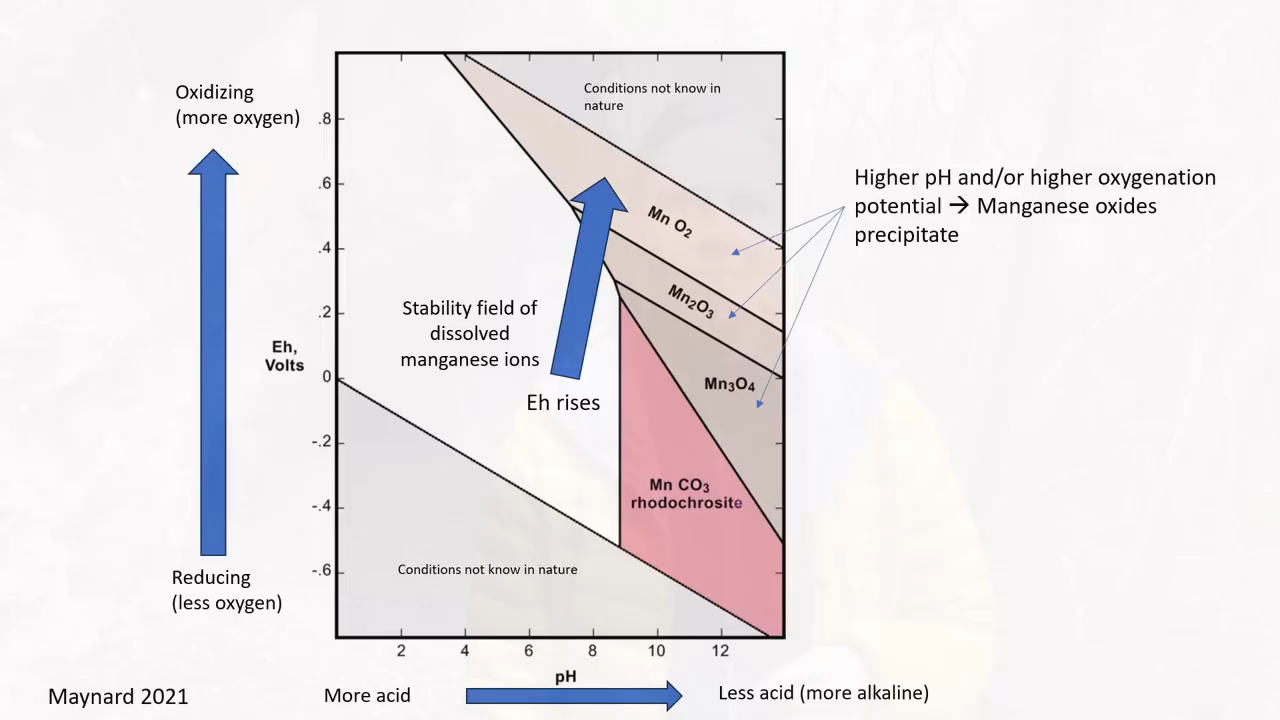 Oxidizing
(more oxygen)
Conditions not know in
nature
.8
.6
.4
.2
0
-.2
-.4
-.6
Eh,
Volts
Mn O₂
Mn₂O₃
Mn₃O₄
Mn CO₃
rhodochrosite
Higher pH and/or higher oxygenation
potential → Manganese oxides
precipitate
Stability field of
dissolved
manganese ions
Eh rises
Conditions not know in nature
Reducing
(less oxygen)
2 4 6 8 10 12
pH
Maynard 2021
More acid
Less acid (more alkaline)